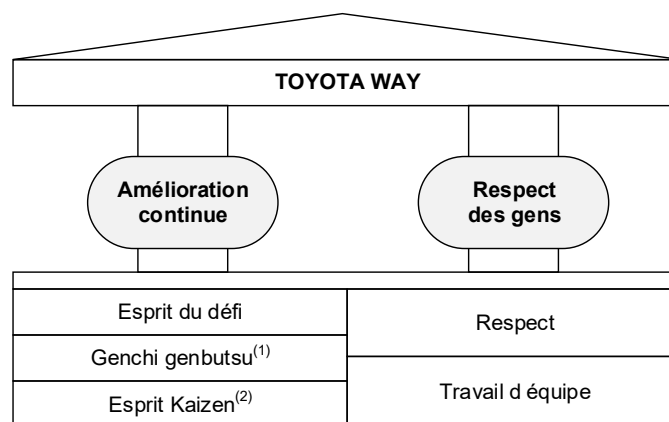 TOYOTA WAY
Amélioration
continue
Respect
des gens
Esprit du défi
Genchi genbutsu(1)
Esprit Kaizen(2)
Respect
Travail d équipe